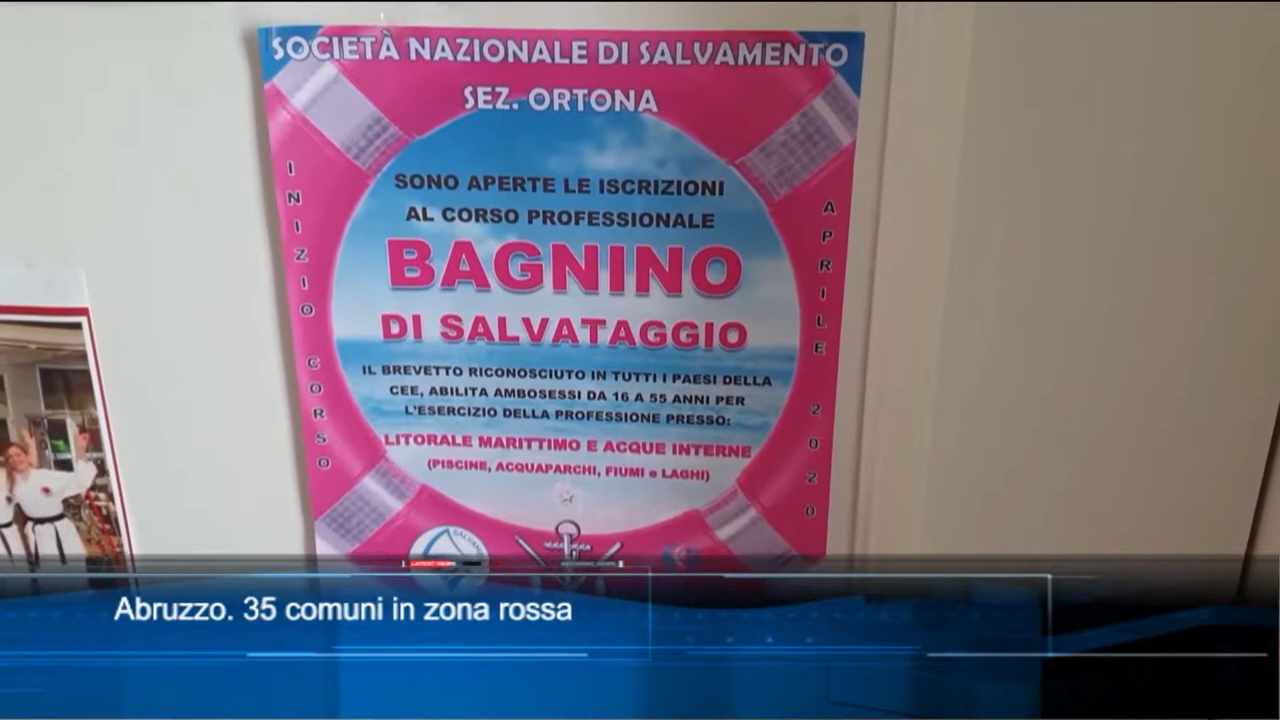 SOCIETÀ NAZIONALE DI SALVAMENTO
SEZ. ORTONA
INIZIO CORSO
APRILE 2020
SONO APERTE LE ISCRIZIONI
AL CORSO PROFESSIONALE
BAGNINO
DI SALVATAGGIO
IL BREVETTO RICONOSCIUTO IN TUTTI I PAESI DELLA
CEE, ABILITA AMBOSESSI DA 16 A 55 ANNI PER
L'ESERCIZIO DELLA PROFESSIONE PRESSO:
LITORALE MARITTIMO E ACQUE INTERNE
(PISCINE, ACQUAPARCHI, FIUMI e LAGHI)
Abruzzo. 35 comuni in zona rossa